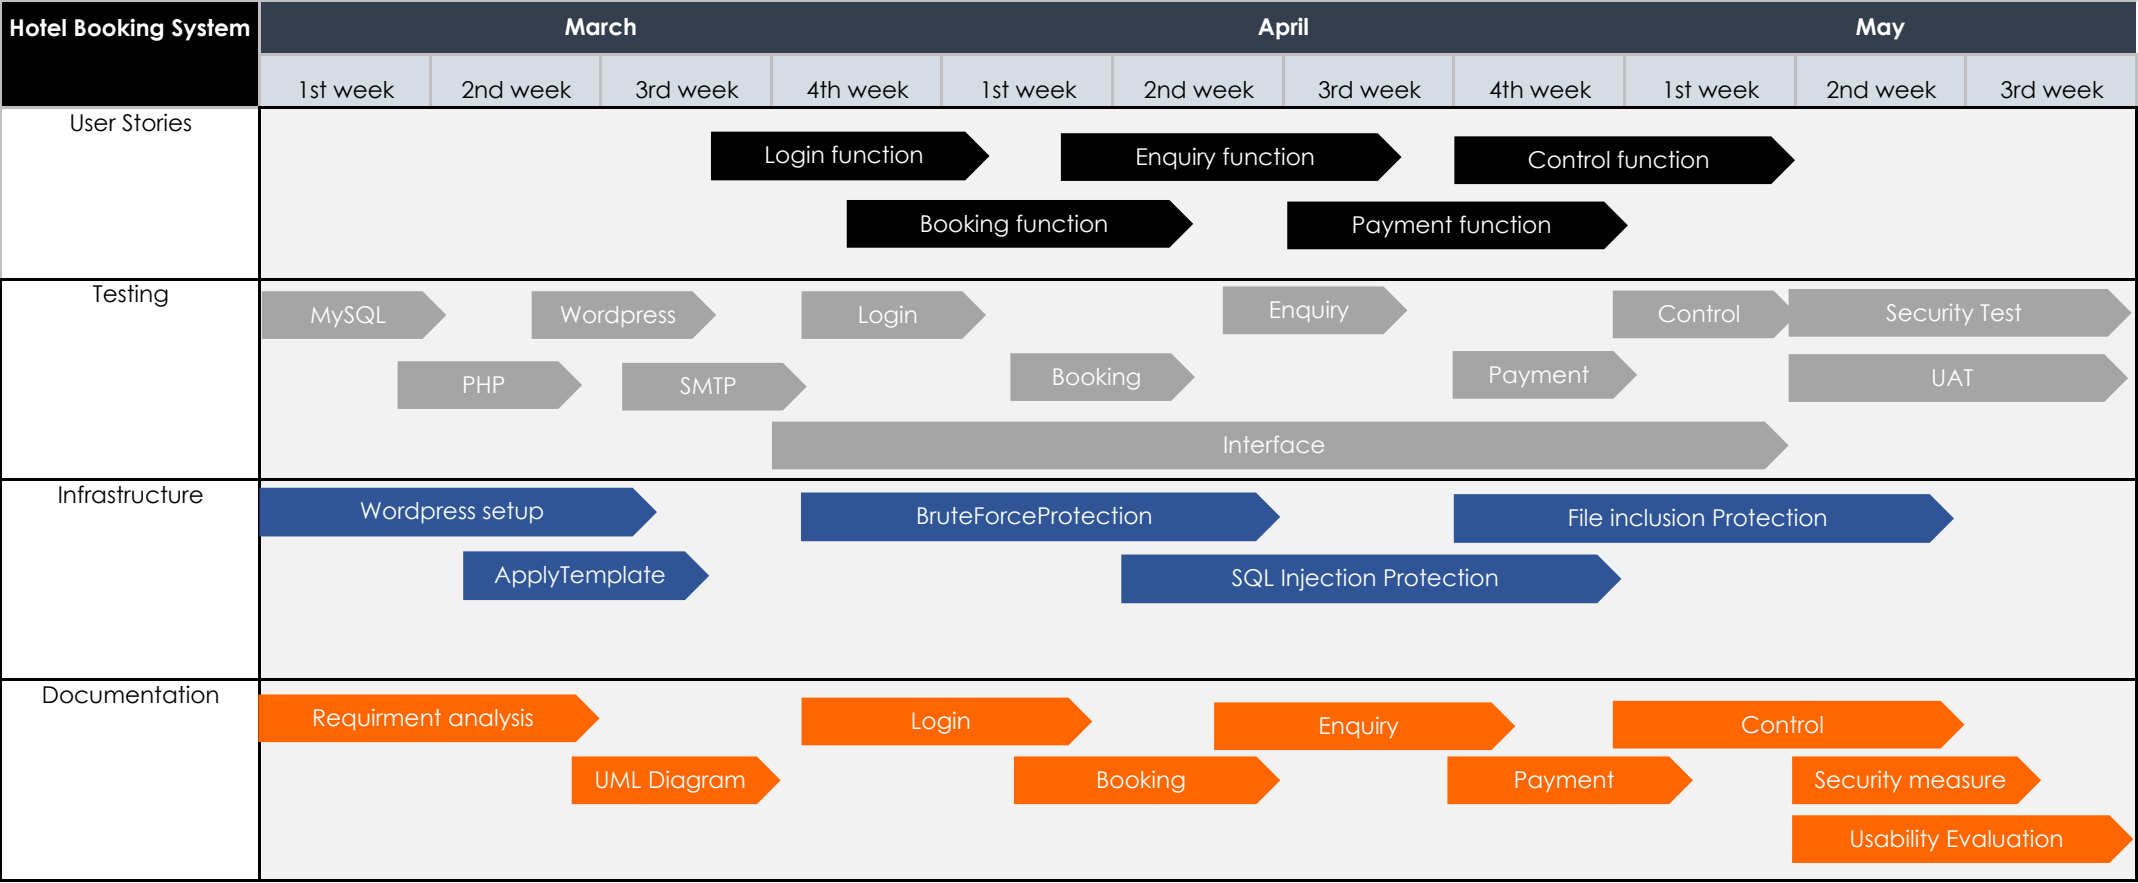 Hotel Booking System
March
April
May
1st week
2nd week
3rd week
4th week
1st week
2nd week
3rd week
4th week
1st week
2nd week
3rd week
User Stories
Login function
Enquiry function
Control function
Booking function
Payment function
Testing
MySQL
Wordpress
Login
Enquiry
Control
Security Test
PHP
SMTP
Booking
Payment
UAT
Interface
Infrastructure
Wordpress setup
BruteForceProtection
File inclusion Protection
ApplyTemplate
SQL Injection Protection
Documentation
Requirment analysis
Login
Enquiry
Control
UML Diagram
Booking
Payment
Security measure
Usability Evaluation